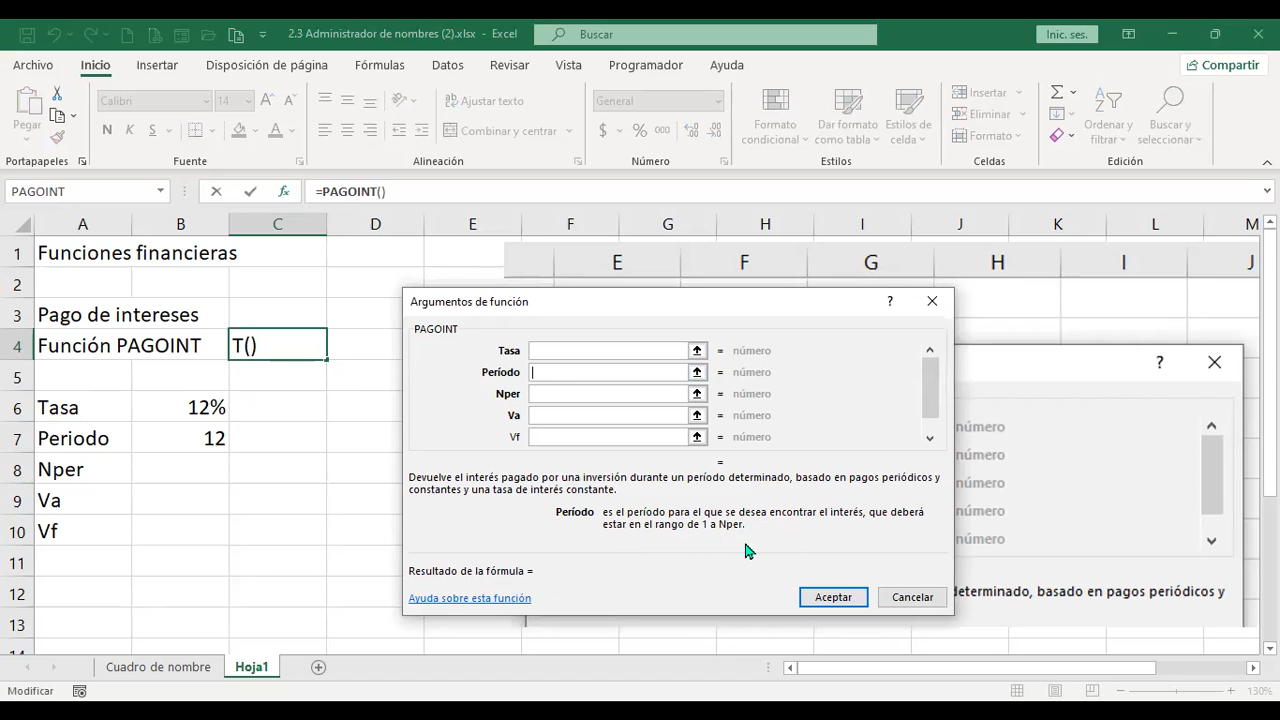 2.3 Administrador de nombres (2).xlsx - Excel
Buscar
Inic. ses.
Archivo Inicio Insertar Disposición de página Fórmulas Datos Revisar Vista Programador Ayuda
Compartir
Pegar
Calibri 14
N K S
Ajustar texto
Combinar y centrar
General
$ % 000
Formato condicional
Dar formato como tabla
Estilos de celda
Insertar
Eliminar
Formato
Ordenar y filtrar
Buscar y seleccionar
Portapapeles Fuente Alineación Número Estilos Celdas Edición
PAGOINT
=PAGOINT()
A B C D E F G H I J K L M
1 Funciones financieras
E F G H I J
2
3 Pago de intereses
4 Función PAGOINT T()
5
6 Tasa 12%
7 Periodo 12
8 Nper
9 Va
10 Vf
11
12
13
14
Argumentos de función
?
PAGOINT
Tasa = número
Período = número
Nper = número
Va = número
Vf = número
=
Devuelve el interés pagado por una inversión durante un período determinado, basado en pagos periódicos y
constantes y una tasa de interés constante.
Período es el período para el que se desea encontrar el interés, que deberá
estar en el rango de 1 a Nper.
Resultado de la fórmula =
Ayuda sobre esta función
Aceptar
Cancelar
?
número
número
número
número
número
determinado, basado en pagos periódicos y
Cuadro de nombre Hoja1
Modificar
130%